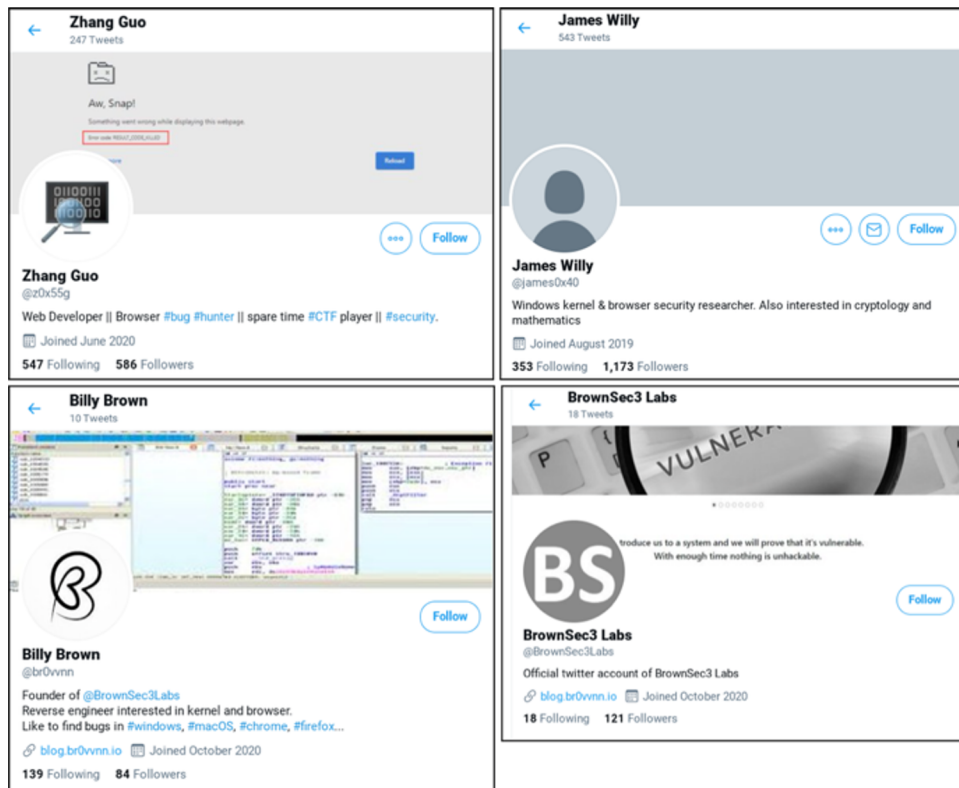 Zhang Guo
247 Tweets
Aw, Snap!
Something went wrong while displaying this webpage.
Reload
01100111
Zhang Guo
@z0x55g
Follow
Web Developer || Browser #bug #hunter || spare time #CTF player || #security.
Joined June 2020
547 Following 586 Followers
James Willy
543 Tweets
Follow
James Willy
@james0x40
Windows kernel & browser security researcher. Also interested in cryptology and
mathematics
Joined August 2019
353 Following 1,173 Followers
Billy Brown
10 Tweets
Follow
Billy Brown
@br0vvnn
Founder of @BrownSec3Labs
Reverse engineer interested in kernel and browser.
Like to find bugs in #windows, #macOS, #chrome, #firefox...
blog.br0vvnn.io Joined October 2020
139 Following 84 Followers
BrownSec3 Labs
18 Tweets
P
VULNERA
troduce us to a system and we will prove that it's vulnerable.
With enough time nothing is unhackable.
BS
Follow
BrownSec3 Labs
@BrownSec3Labs
Official twitter account of BrownSec3 Labs
blog.br0vvnn.io Joined October 2020
18 Following 121 Followers